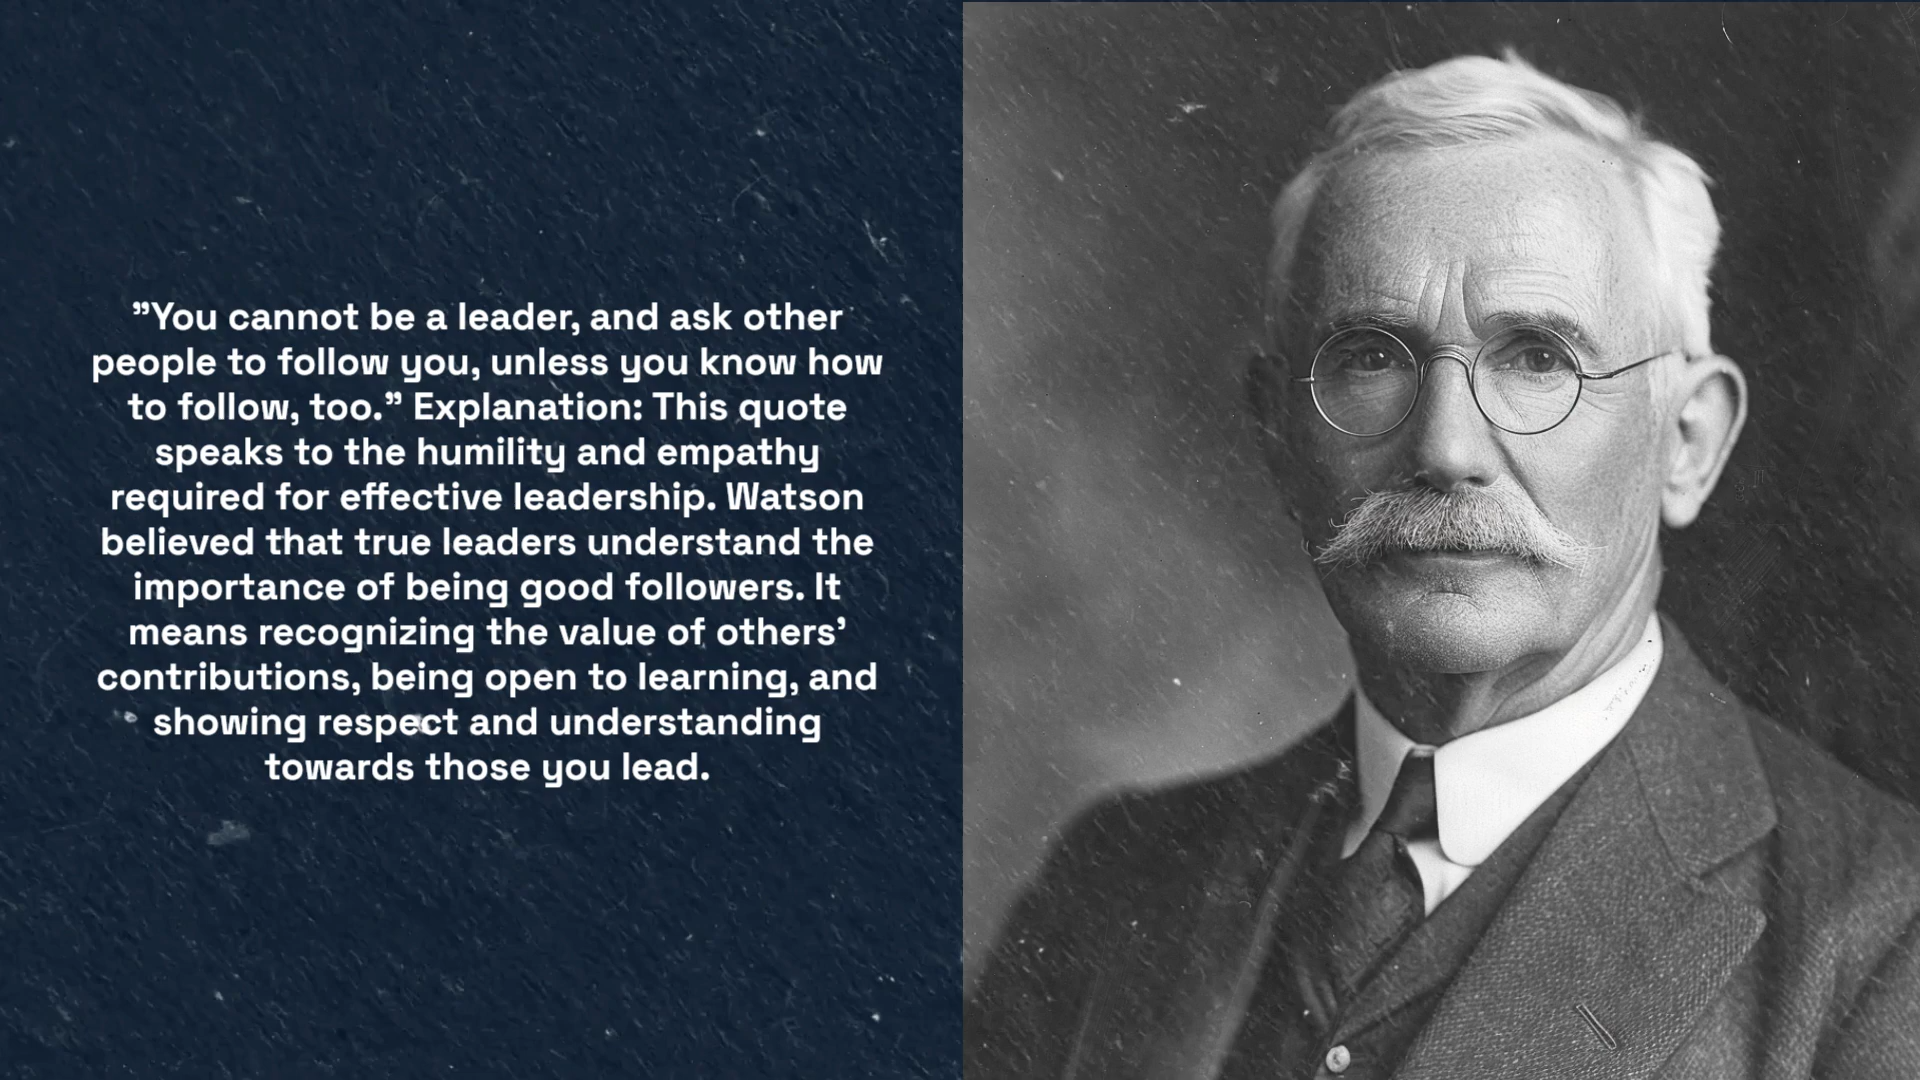 ”You cannot be a leader, and ask other
people to follow you, unless you know how
to follow, too.” Explanation: This quote
speaks to the humility and empathy
required for effective leadership. Watson
believed that true leaders understand the
importance of being good followers. It
means recognizing the value of others’
contributions, being open to learning, and
showing respect and understanding
towards those you lead.